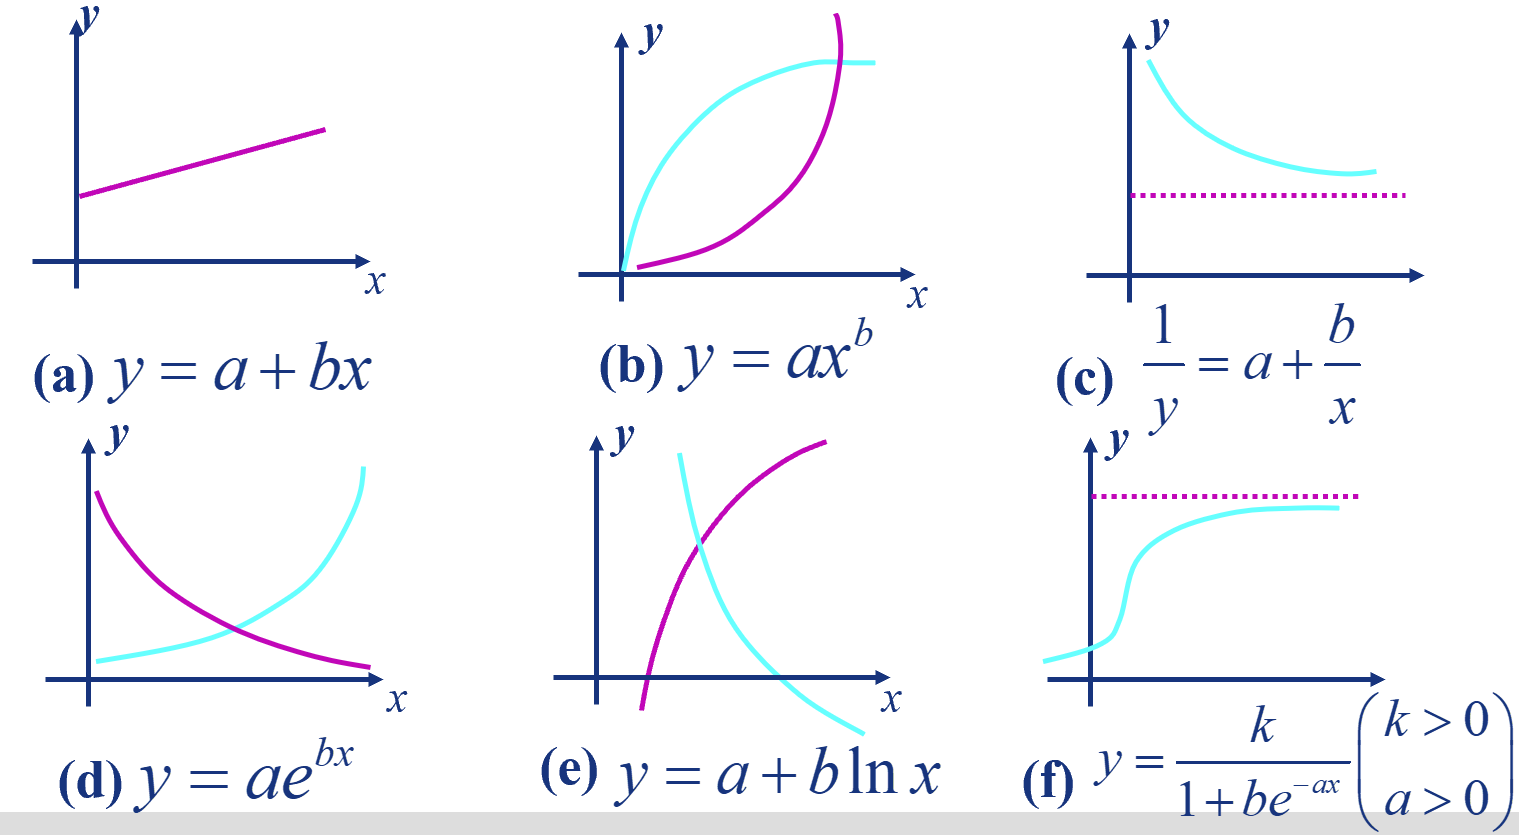 y
x
(a) y = a + bx
y
x
(b) y = ax^b
y
(c) 1/y = a + b/x
y
x
(d) y = ae^{bx}
y
x
(e) y = a + b ln x
y
(f) y = k/(1 + be^{-ax}) (k > 0
a > 0)